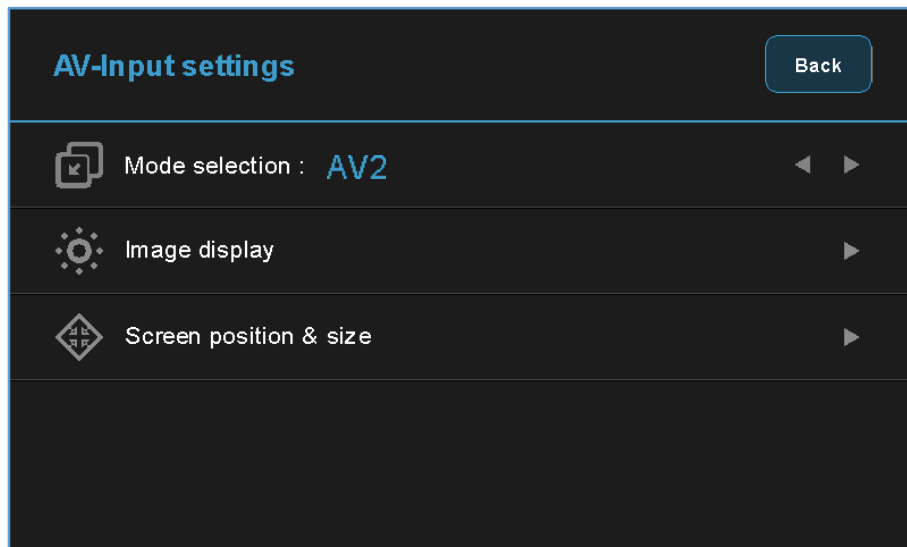 AV-Input settings
Back
Mode selection : AV2
Image display
Screen position & size